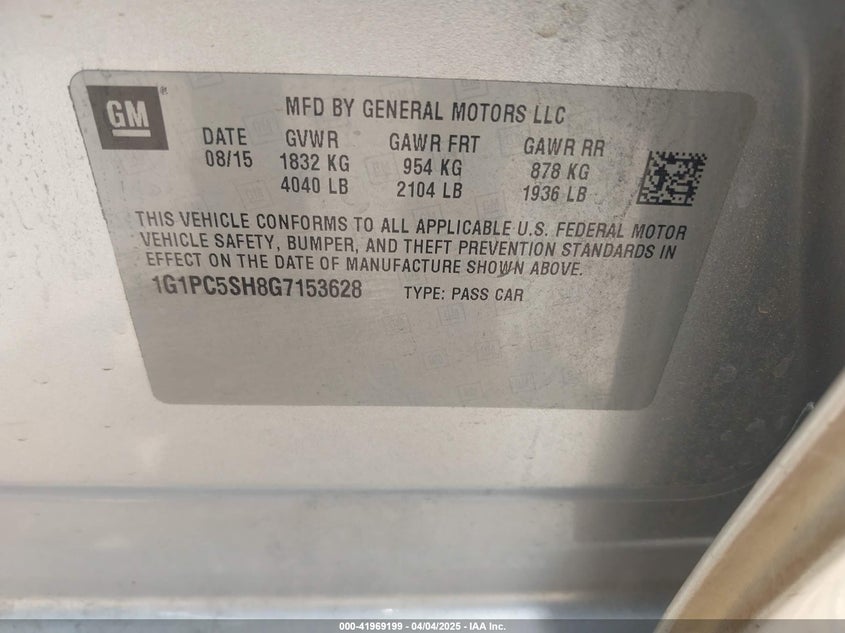 GM
MFD BY GENERAL MOTORS LLC
DATE GVWR GAWR FRT GAWR RR
08/15 1832 KG 954 KG 878 KG
4040 LB 2104 LB 1936 LB
THIS VEHICLE CONFORMS TO ALL APPLICABLE U.S. FEDERAL MOTOR
VEHICLE SAFETY, BUMPER, AND THEFT PREVENTION STANDARDS IN
EFFECT ON THE DATE OF MANUFACTURE SHOWN ABOVE.
1G1PC5SH8G7153628 TYPE: PASS CAR
000-41969199 - 04/04/2025 - IAA Inc.